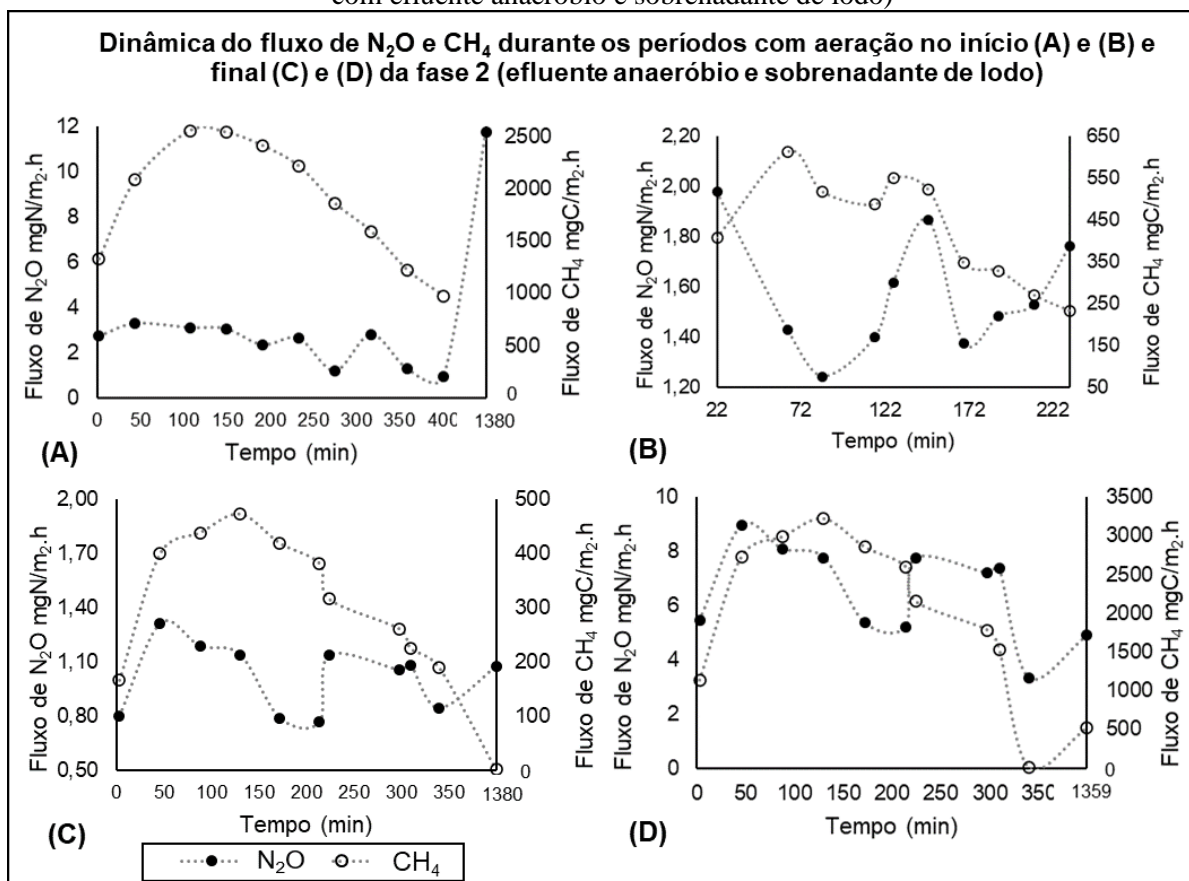 com efluente anaeróbio e sobrenadante de lodo)
Dinâmica do fluxo de N₂O e CH₄ durante os períodos com aeração no início (A) e (B) e
final (C) e (D) da fase 2 (efluente anaeróbio e sobrenadante de lodo)
Fluxo de N₂O mgN/m₂.h
12
10
8
6
4
2
0
2500
2000
1500
1000
500
0
Fluxo de CH₄ mgC/m₂.h
0 50 100 150 200 250 300 350 400 1380
Tempo (min)
(A)
Fluxo de N₂O mgN/m₂.h
2,20
2,00
1,80
1,60
1,40
1,20
650
550
450
350
250
150
50
Fluxo de CH₄ mgC/m₂.h
22 72 122 172 222
Tempo (min)
(B)
Fluxo de N₂O mgN/m₂.h
2,00
1,70
1,40
1,10
0,80
0,50
500
400
300
200
100
0
Fluxo de CH₄ mgC/m₂.h
0 50 100 150 200 250 300 350 1380
Tempo (min)
(C)
Fluxo de N₂O mgN/m₂.h
10
8
6
4
2
0
3500
3000
2500
2000
1500
1000
500
0
Fluxo de CH₄ mgC/m₂.h
0 50 100 150 200 250 300 350 1359
Tempo (min)
(D)
N₂O CH₄